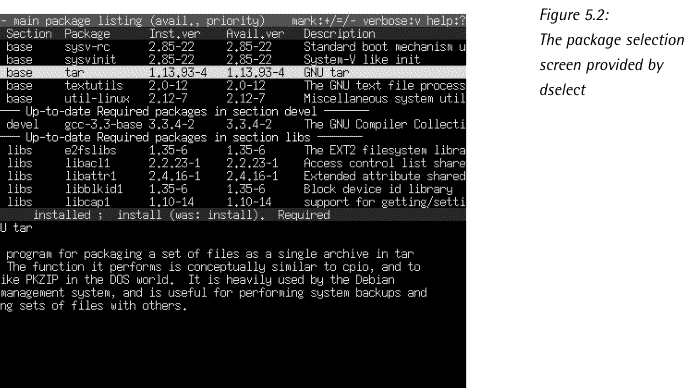 - main package listing (avail., priority)    mark:+/=/- verbose:v help:?
Section Package      Inst.ver    Avail.ver   Description
base    sysv-rc      2.85-22     2.85-22     Standard boot mechanism u
base    sysvinit     2.85-22     2.85-22     System-V like init
base    tar          1.13.93-4   1.13.93-4   GNU tar
base    textutils    2.0-12      2.0-12      The GNU text file process
base    util-linux   2.12-7      2.12-7      Miscellaneous system util
Up-to-date Required packages in section devel
devel   gcc-3.3-base 3.3.4-2     3.3.4-2     The GNU Compiler Collecti
Up-to-date Required packages in section libs
libs    e2fslibs     1.35-6      1.35-6      The EXT2 filesystem libra
libs    libacl1      2.2.23-1    2.2.23-1    Access control list share
libs    libattr1     2.4.16-1    2.4.16-1    Extended attribute shared
libs    libblkid1    1.35-6      1.35-6      Block device id library
libs    libcap1      1.10-14     1.10-14     support for getting/setti
installed ;  install (was: install).  Required
U tar
program for packaging a set of files as a single archive in tar
The function it performs is conceptually similar to cpio, and to
ike PKZIP in the DOS world.  It is heavily used by the Debian
management system, and is useful for performing system backups and
ng sets of files with others.
Figure 5.2:
The package selection
screen provided by
dselect